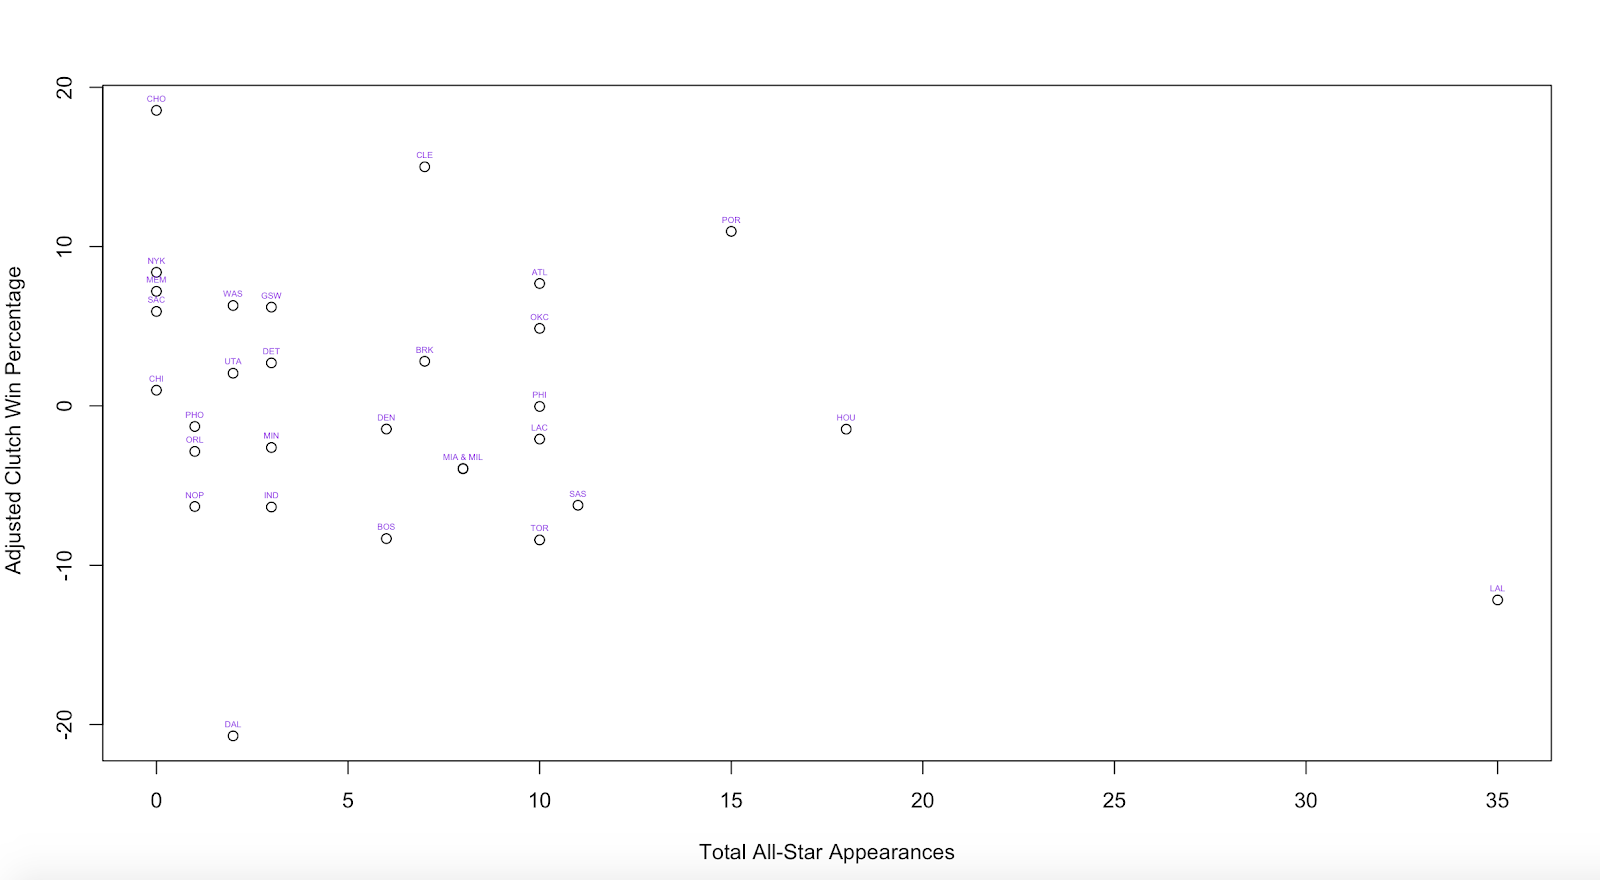 20
10
0
-10
-20
Adjusted Clutch Win Percentage
CHO
CLE
POR
NYK
MEM
SAC
WAS
GSW
ATL
OKC
DET
UTA
BRK
CHI
PHO
ORL
MIN
DEN
PHI
LAC
HOU
MIA & MIL
NOP
IND
SAS
BOS
TOR
LAL
DAL
0 5 10 15 20 25 30 35
Total All-Star Appearances